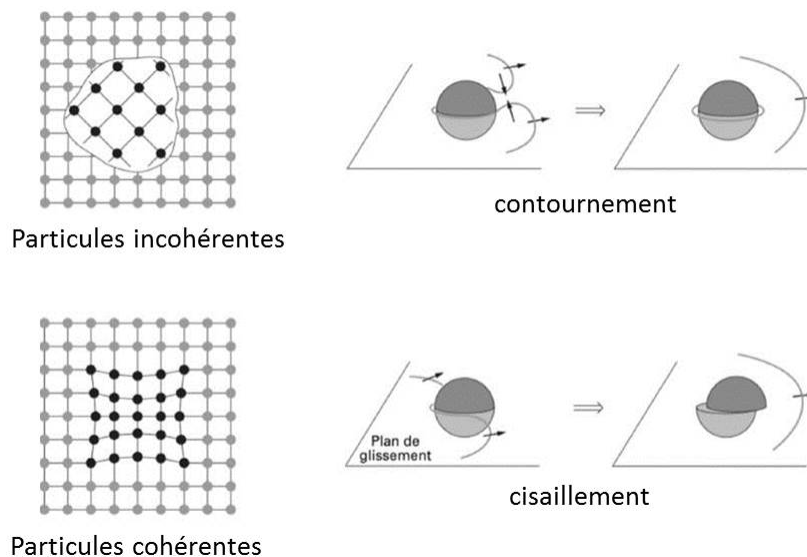 contournement
Particules incohérentes
Plan de
glissement
cisaillement
Particules cohérentes